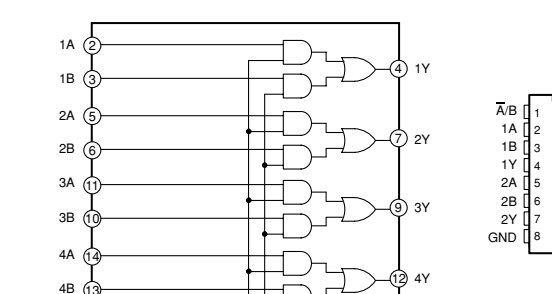 1A 2
1B 3
4 1Y
2A 5
2B 6
7 2Y
3A 11
3B 10
9 3Y
4A 14
4B 13
12 4Y
A̅/B 1
1A 2
1B 3
1Y 4
2A 5
2B 6
2Y 7
GND 8